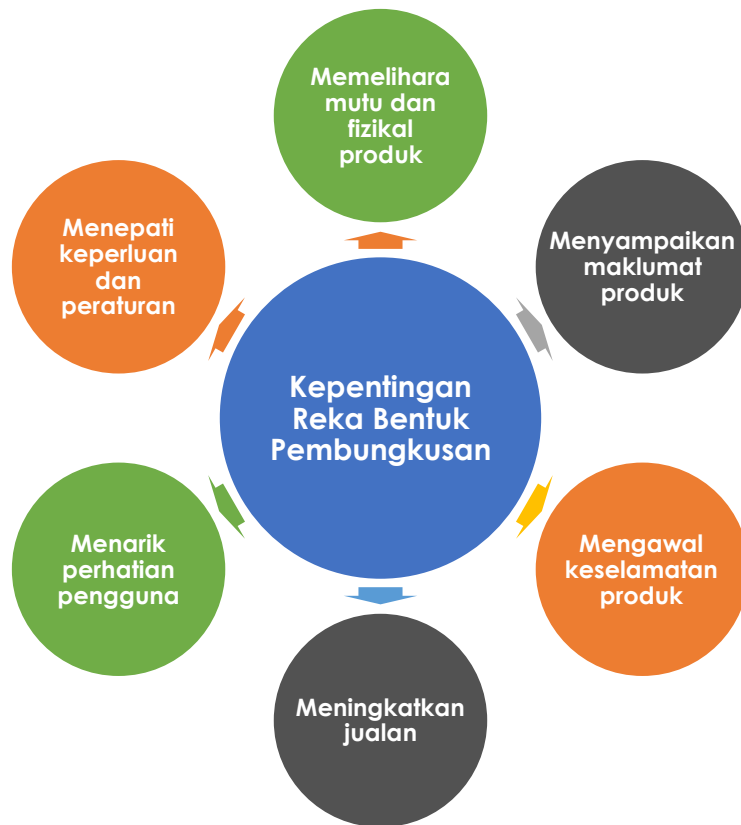 Memelihara
mutu dan
fizikal
produk
Menyampaikan
maklumat
produk
Mengawal
keselamatan
produk
Meningkatkan
jualan
Menarik
perhatian
pengguna
Menepati
keperluan
dan
peraturan
Kepentingan
Reka Bentuk
Pembungkusan